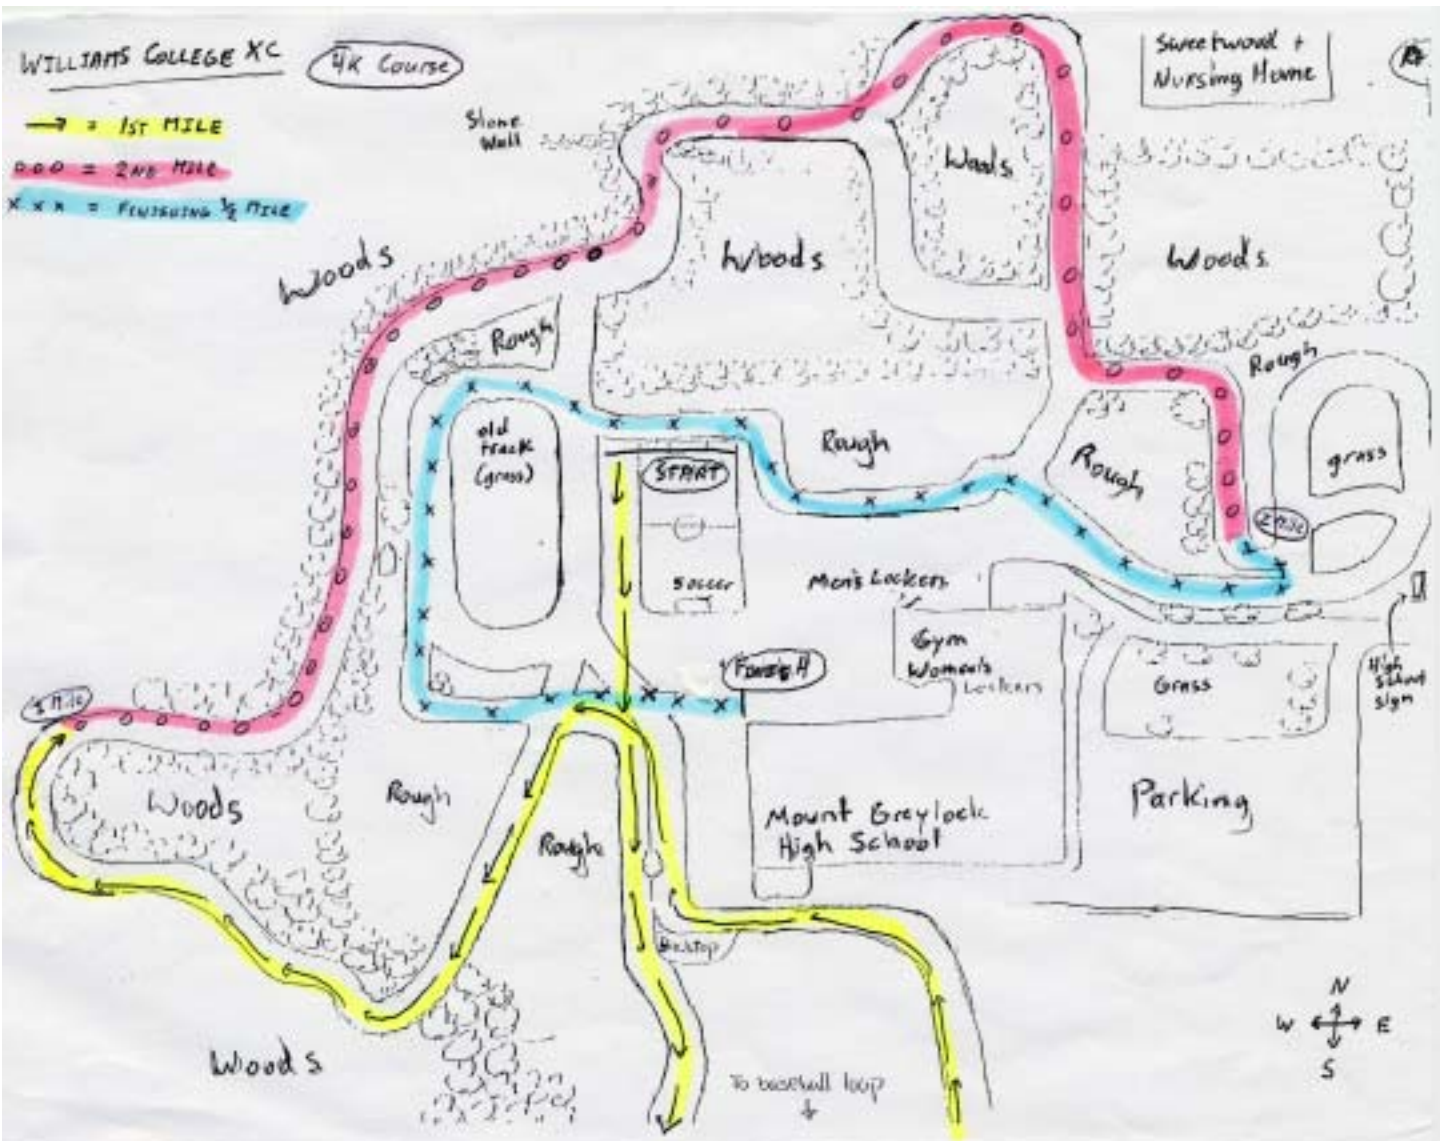 WILLIAMS COLLEGE XC
4K Course
→ = 1ST MILE
ooo = 2ND MILE
xxx = FINISHING ½ MILE
Sweetwood +
Nursing Home
Stone
Wall
Woods
Woods
Woods
Woods
Rough
Rough
Rough
Rough
grass
old
track
(grass)
START
Soccer
2 Mile
Men's Lockers
Gym
Women's
Lockers
FINISH
Grass
High
School
Sign
Mile
Woods
Rough
Rough
Mount Greylock
High School
Parking
Backstop
Woods
To baseball loop
↓
N
W E
S